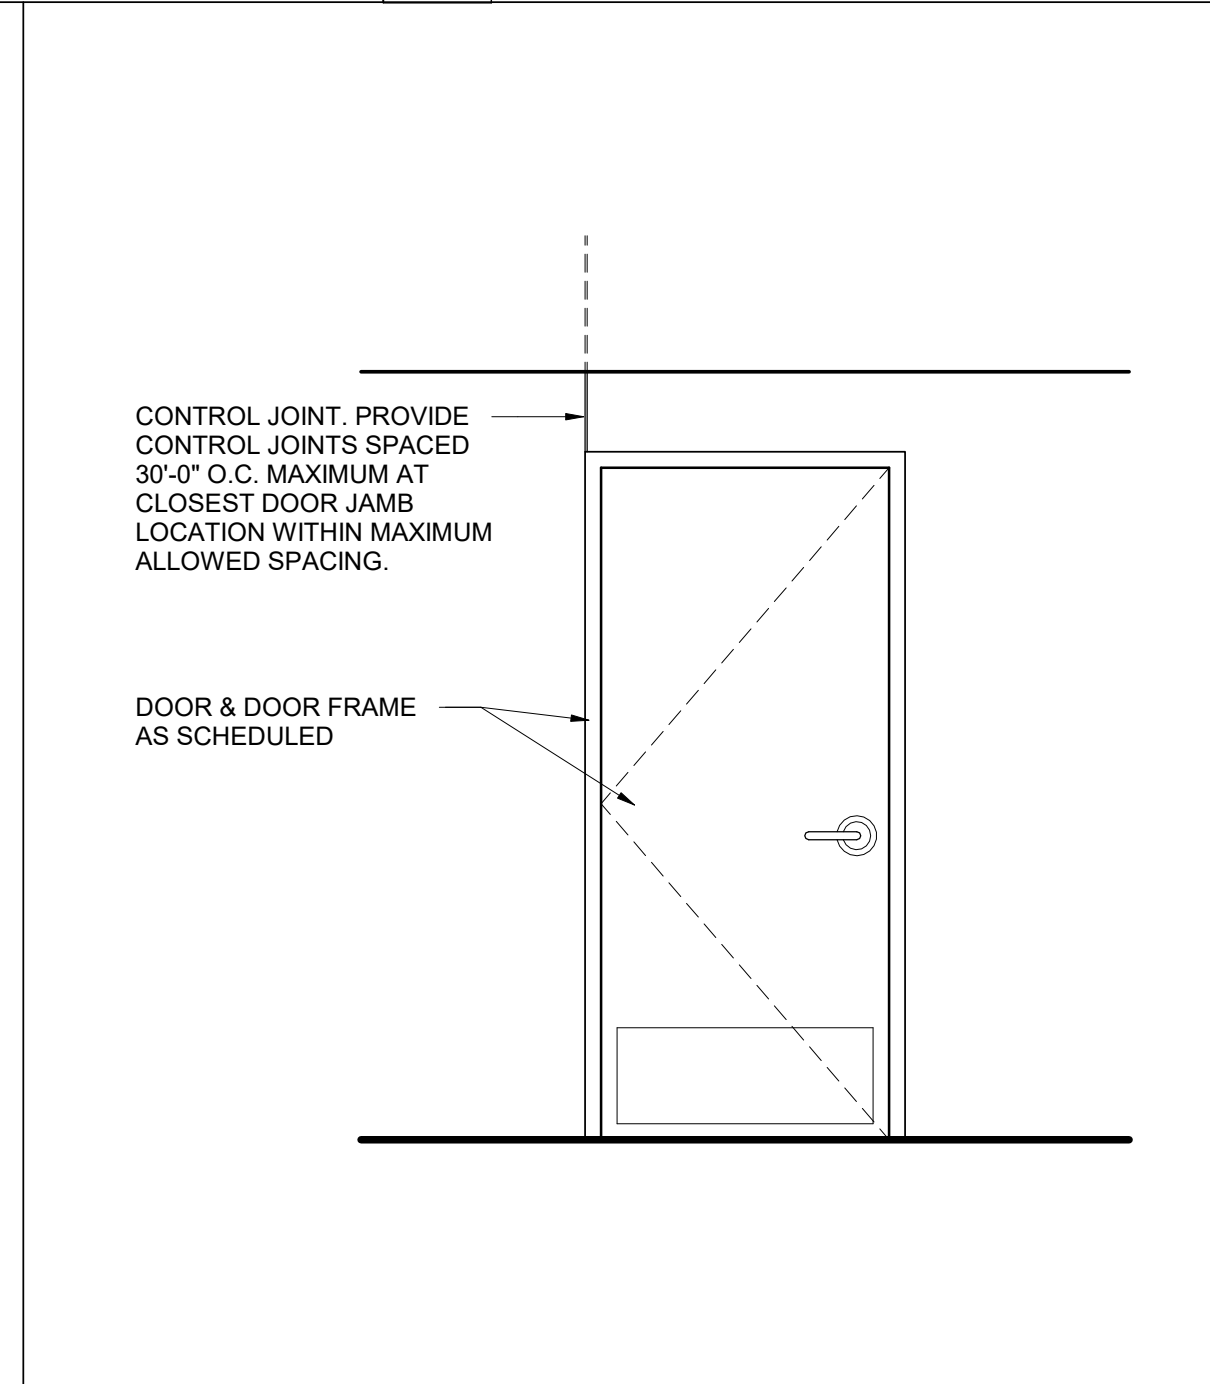 CONTROL JOINT. PROVIDE
CONTROL JOINTS SPACED
30'-0" O.C. MAXIMUM AT
CLOSEST DOOR JAMB
LOCATION WITHIN MAXIMUM
ALLOWED SPACING.
DOOR & DOOR FRAME
AS SCHEDULED